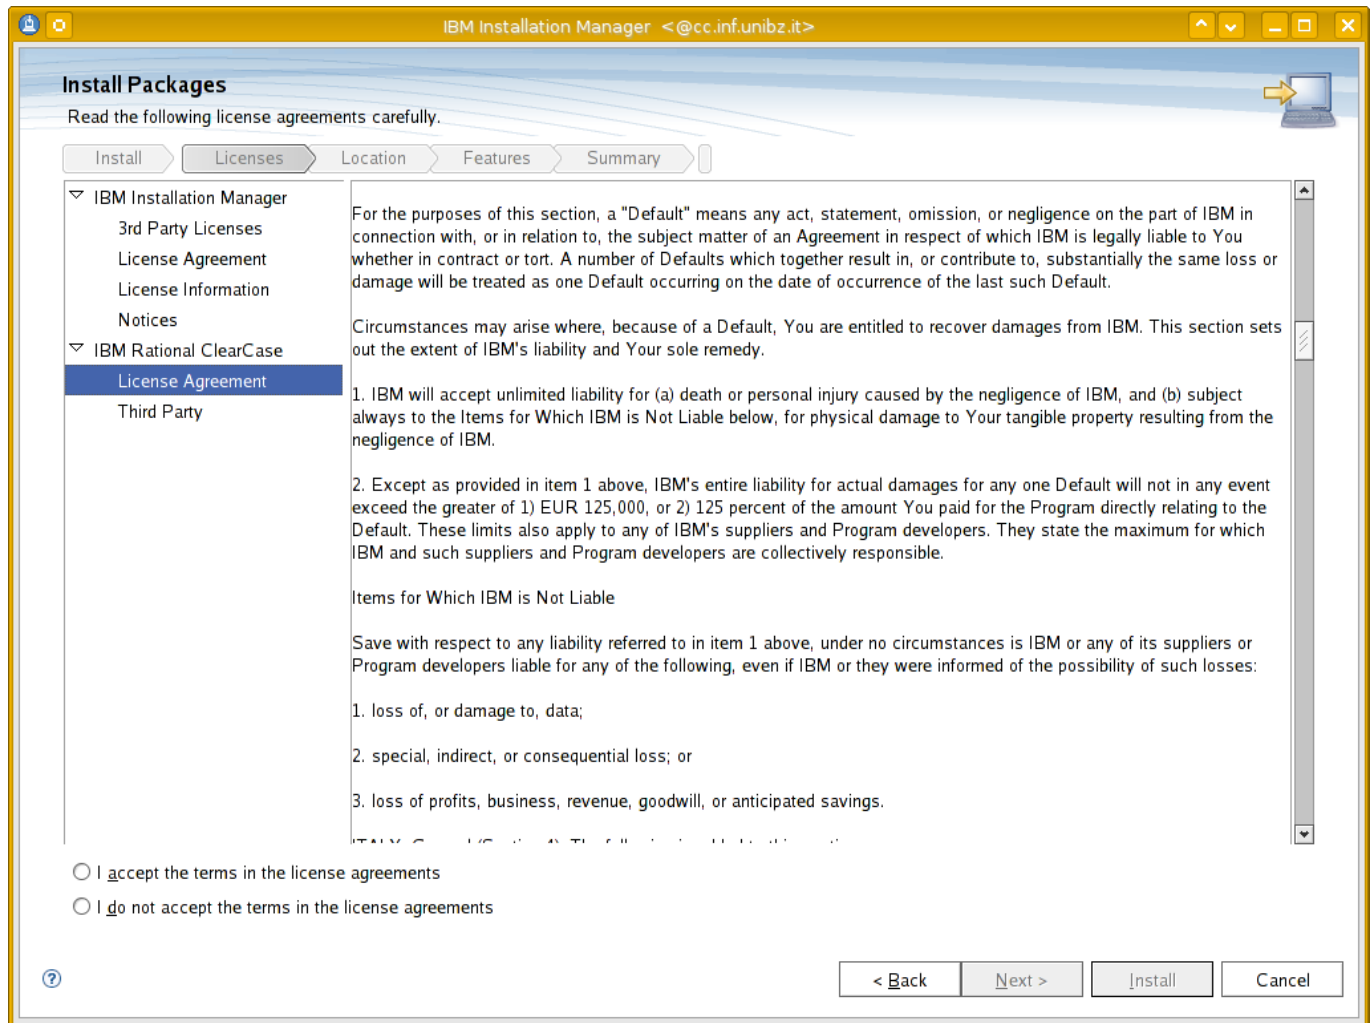 IBM Installation Manager <@cc.inf.unibz.it>
Install Packages
Read the following license agreements carefully.
Install
Licenses
Location
Features
Summary
IBM Installation Manager
3rd Party Licenses
License Agreement
License Information
Notices
IBM Rational ClearCase
License Agreement
Third Party
For the purposes of this section, a "Default" means any act, statement, omission, or negligence on the part of IBM in
connection with, or in relation to, the subject matter of an Agreement in respect of which IBM is legally liable to You
whether in contract or tort. A number of Defaults which together result in, or contribute to, substantially the same loss or
damage will be treated as one Default occurring on the date of occurrence of the last such Default.
Circumstances may arise where, because of a Default, You are entitled to recover damages from IBM. This section sets
out the extent of IBM's liability and Your sole remedy.
1. IBM will accept unlimited liability for (a) death or personal injury caused by the negligence of IBM, and (b) subject
always to the Items for Which IBM is Not Liable below, for physical damage to Your tangible property resulting from the
negligence of IBM.
2. Except as provided in item 1 above, IBM's entire liability for actual damages for any one Default will not in any event
exceed the greater of 1) EUR 125,000, or 2) 125 percent of the amount You paid for the Program directly relating to the
Default. These limits also apply to any of IBM's suppliers and Program developers. They state the maximum for which
IBM and such suppliers and Program developers are collectively responsible.
Items for Which IBM is Not Liable
Save with respect to any liability referred to in item 1 above, under no circumstances is IBM or any of its suppliers or
Program developers liable for any of the following, even if IBM or they were informed of the possibility of such losses:
1. loss of, or damage to, data;
2. special, indirect, or consequential loss; or
3. loss of profits, business, revenue, goodwill, or anticipated savings.
I accept the terms in the license agreements
I do not accept the terms in the license agreements
?
< Back
Next >
Install
Cancel